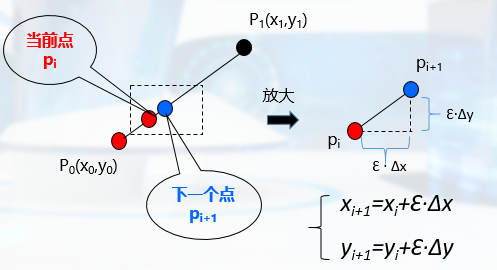 P₁(x₁,y₁)
当前点
pᵢ
pᵢ₊₁
放大
Ɛ·Δy
pᵢ
P₀(x₀,y₀)
Ɛ · Δx
下一个点
pᵢ₊₁
xᵢ₊₁=xᵢ+Ɛ·Δx
yᵢ₊₁=yᵢ+Ɛ·Δy